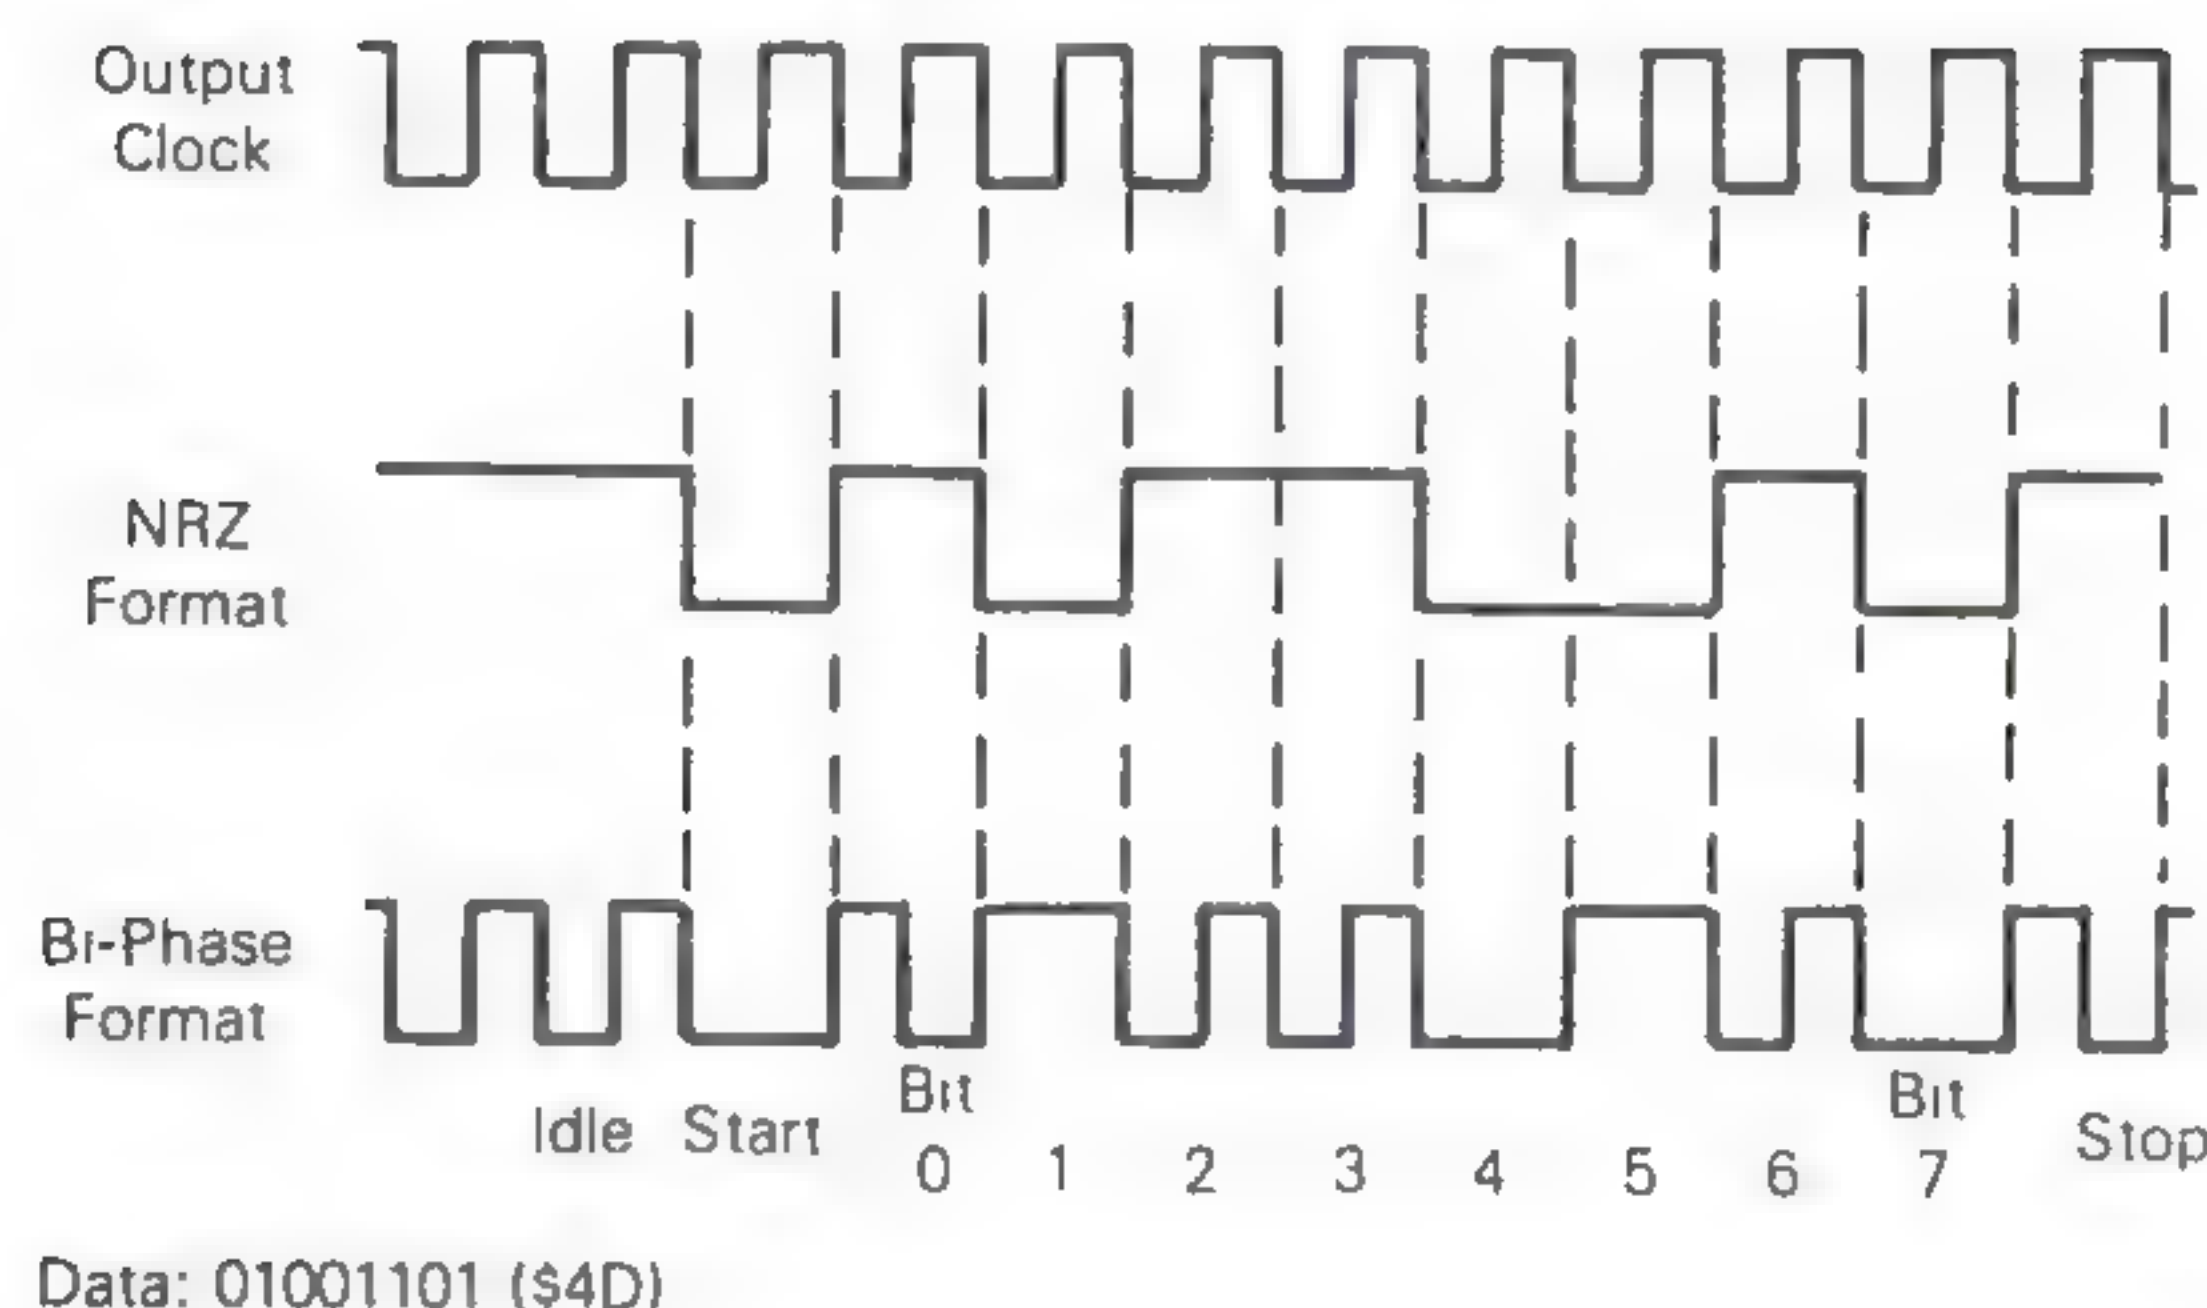 Output
Clock
NRZ
Format
Bi-Phase
Format
Idle Start Bit 0 1 2 3 4 5 6 Bit 7 Stop
Data: 01001101 ($4D)